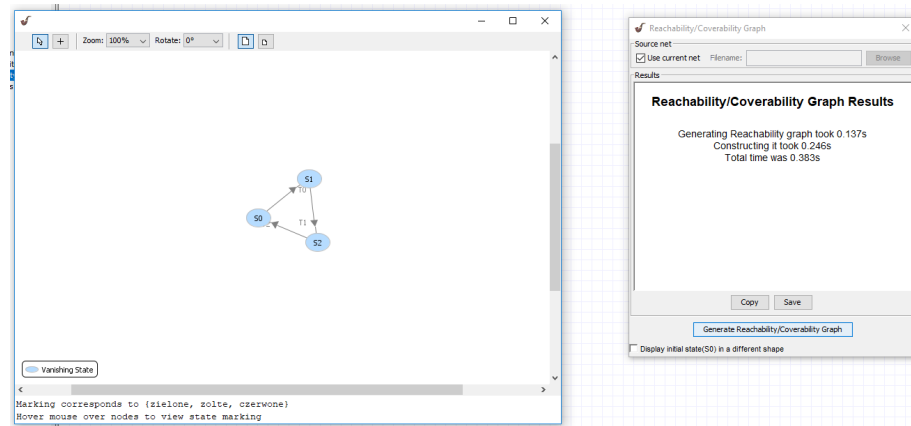 Zoom: 100% Rotate: 0°
S1
T0
S0
T1
S2
Vanishing State
Marking corresponds to {zielone, zolte, czerwone}
Hover mouse over nodes to view state marking
Reachability/Coverability Graph
Source net
Use current net Filename: Browse
Results
Reachability/Coverability Graph Results
Generating Reachability graph took 0.137s
Constructing it took 0.246s
Total time was 0.383s
Copy Save
Generate Reachability/Coverability Graph
Display initial state(S0) in a different shape